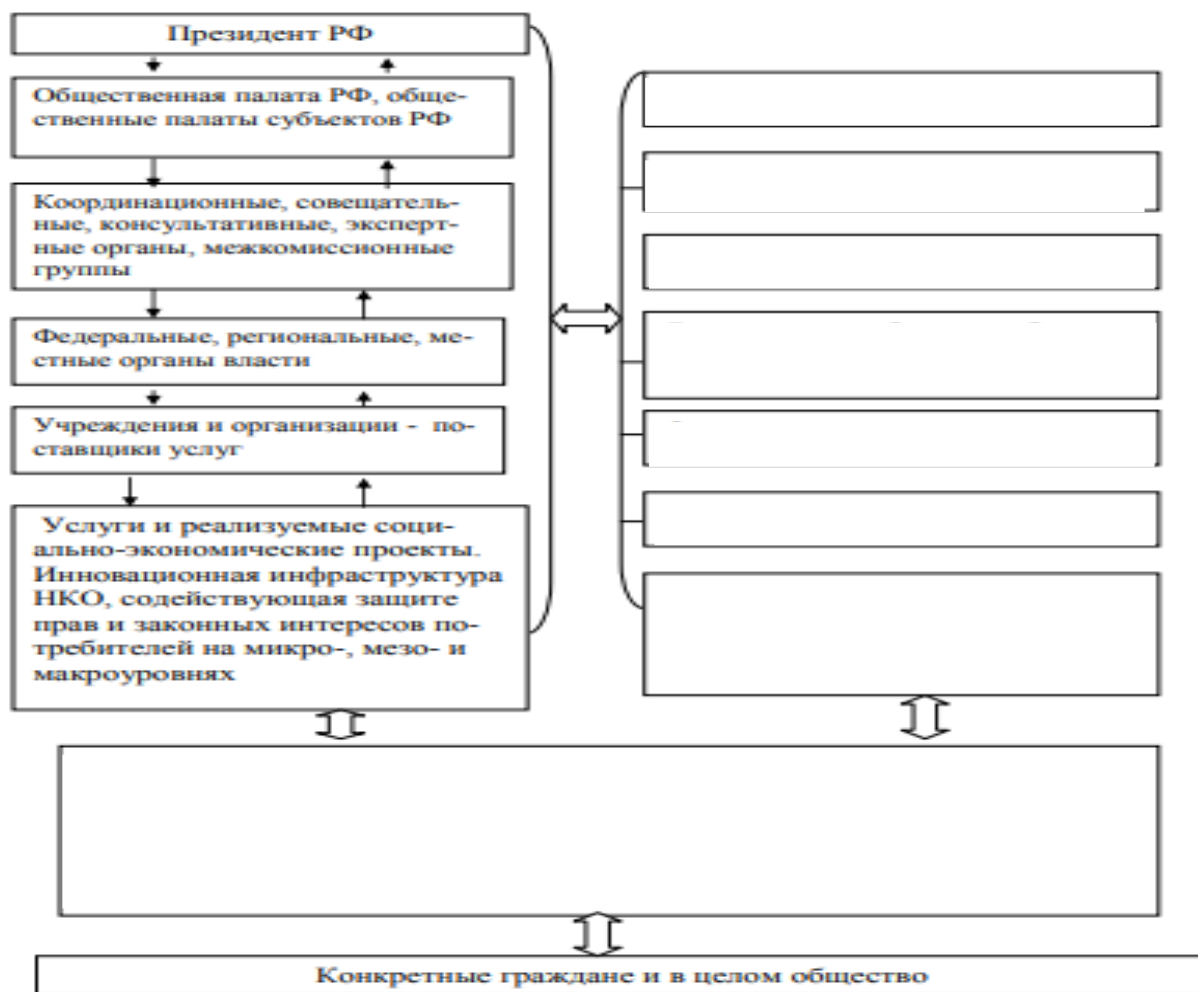 Президент РФ
Общественная палата РФ, обще-
ственные палаты субъектов РФ
Координационные, совещатель-
ные, консультативные, эксперт-
ные органы, межкомиссионные
группы
Федеральные, региональные, ме-
стные органы власти
Учреждения и организации - по-
ставщики услуг
Услуги и реализуемые соци-
ально-экономические проекты.
Инновационная инфраструктура
НКО, содействующая защите
прав и законных интересов по-
требителей на микро-, мезо- и
макроуровнях
Конкретные граждане и в целом общество